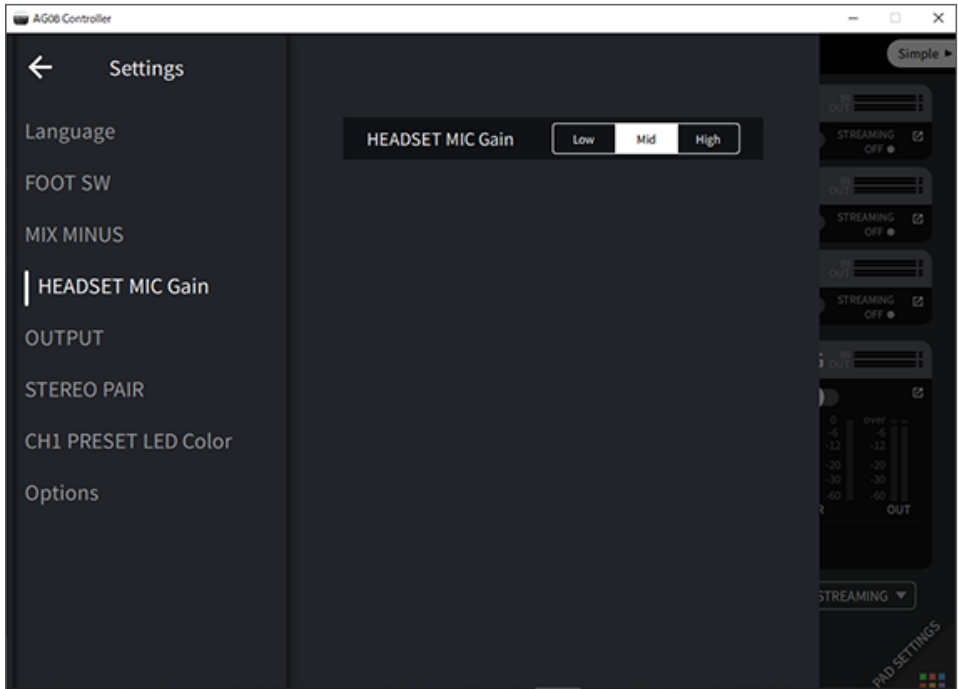 AG08 Controller
Simple
Settings
Language
FOOT SW
MIX MINUS
HEADSET MIC Gain
OUTPUT
STEREO PAIR
CH1 PRESET LED Color
Options
HEADSET MIC Gain
Low
Mid
High
IN
OUT
STREAMING
OFF
IN
OUT
STREAMING
OFF
IN
OUT
STREAMING
OFF
IN
OUT
0 over
-6 -6
-12 -12
-20 -20
-30 -30
-60 -60
OUT
STREAMING
PAD SETTINGS